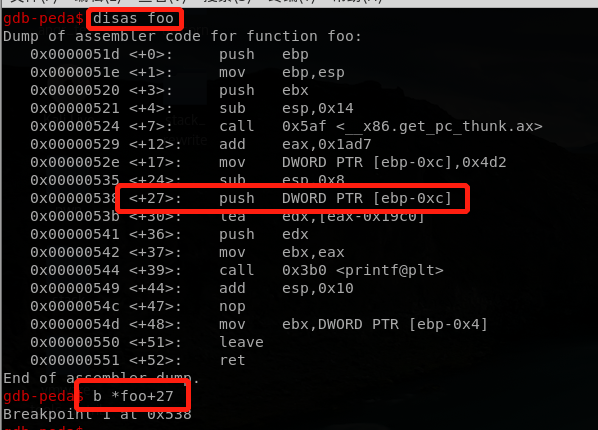 gdb-peda$ disas foo
Dump of assembler code for function foo:
0x0000051d <+0>: push ebp
0x0000051e <+1>: mov ebp,esp
0x00000520 <+3>: push ebx
0x00000521 <+4>: sub esp,0x14
0x00000524 <+7>: call 0x5af <__x86.get_pc_thunk.ax>
0x00000529 <+12>: add eax,0x1ad7
0x0000052e <+17>: mov DWORD PTR [ebp-0xc],0x4d2
0x00000535 <+24>: sub esp,0x8
0x00000538 <+27>: push DWORD PTR [ebp-0xc]
0x0000053b <+30>: lea edx,[eax-0x19c0]
0x00000541 <+36>: push edx
0x00000542 <+37>: mov ebx,eax
0x00000544 <+39>: call 0x3b0 <printf@plt>
0x00000549 <+44>: add esp,0x10
0x0000054c <+47>: nop
0x0000054d <+48>: mov ebx,DWORD PTR [ebp-0x4]
0x00000550 <+51>: leave
0x00000551 <+52>: ret
End of assembler dump.
gdb-peda$ b *foo+27
Breakpoint 1 at 0x538